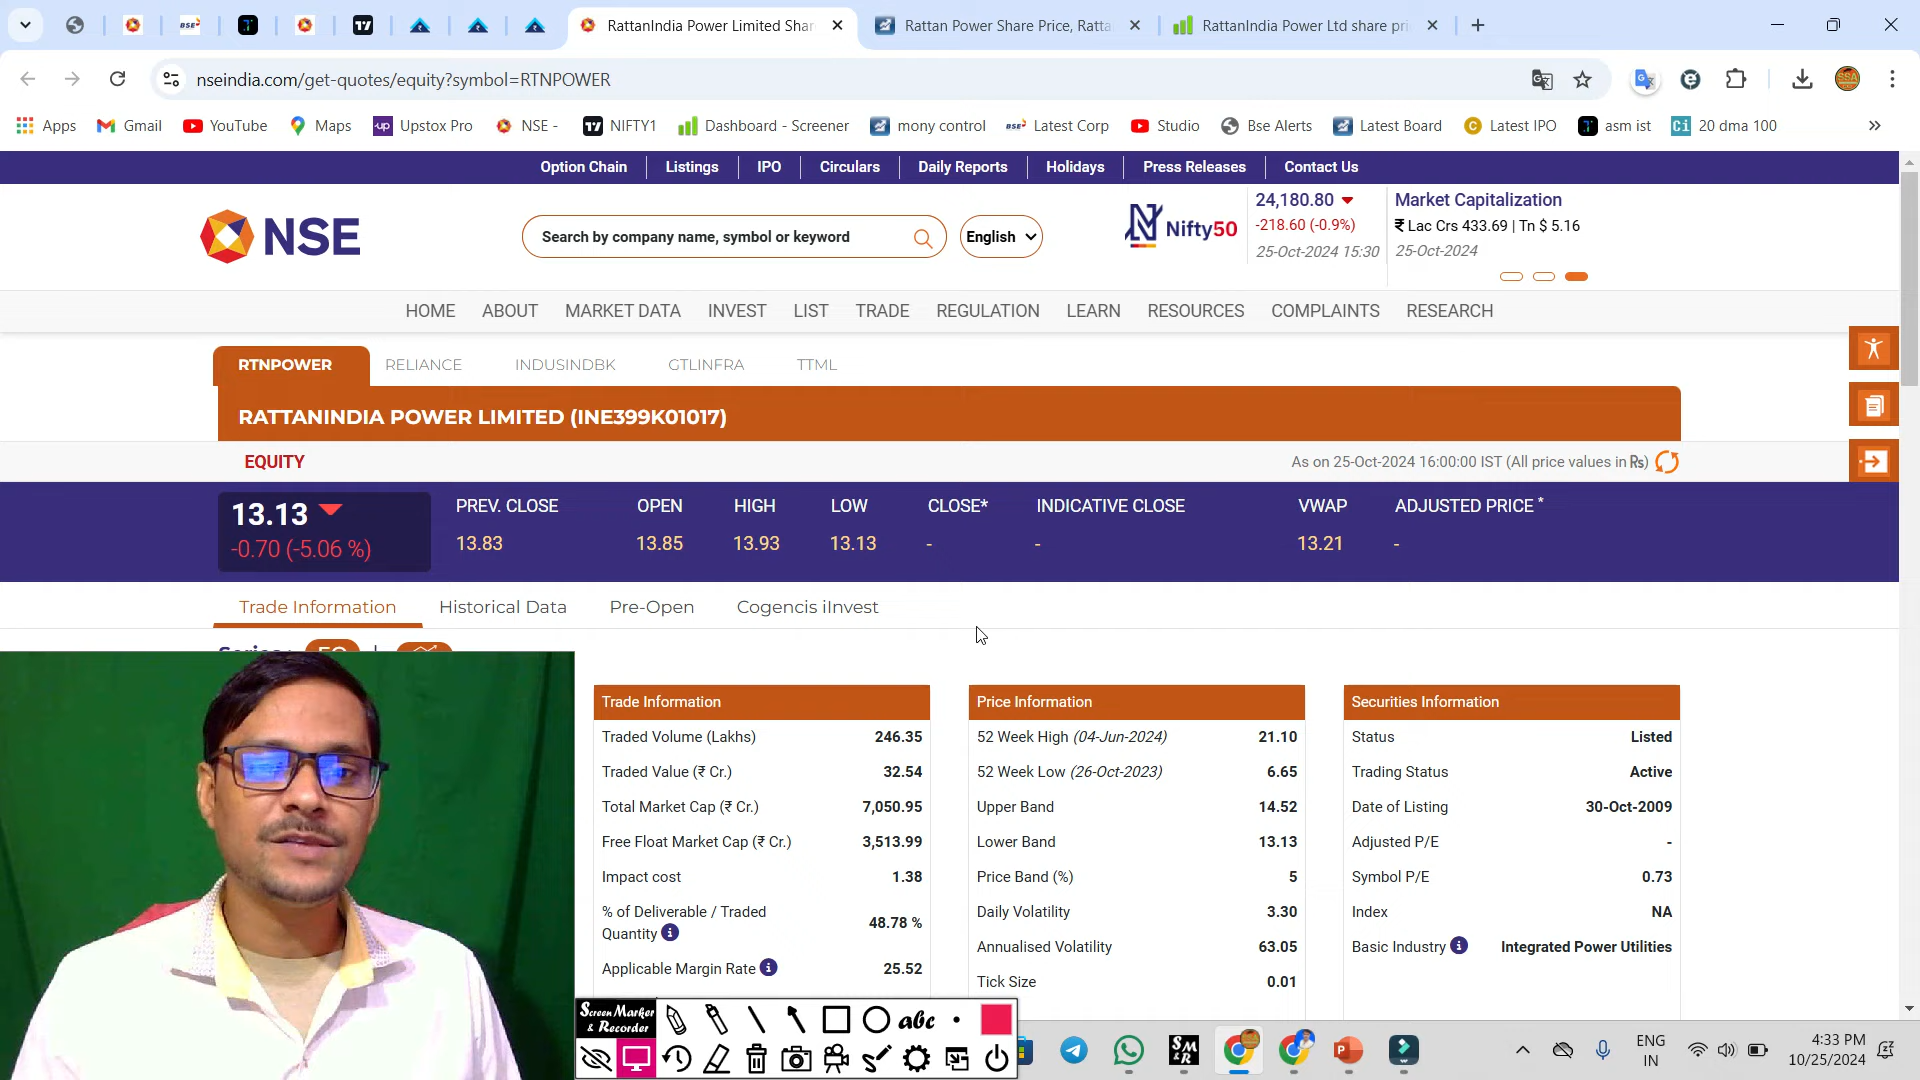 RattanIndia Power Limited Shar
Rattan Power Share Price, Ratta
RattanIndia Power Ltd share pri
nseindia.com/get-quotes/equity?symbol=RTNPOWER
Apps
Gmail
YouTube
Maps
up Upstox Pro
NSE -
NIFTY1
Dashboard - Screener
mony control
BSE Latest Corp
Studio
Bse Alerts
Latest Board
Latest IPO
asm ist
Ci 20 dma 100
Option Chain
Listings
IPO
Circulars
Daily Reports
Holidays
Press Releases
Contact Us
NSE
Search by company name, symbol or keyword
English
Nifty50
24,180.80
-218.60 (-0.9%)
25-Oct-2024 15:30
Market Capitalization
₹ Lac Crs 433.69 | Tn $ 5.16
25-Oct-2024
HOME ABOUT MARKET DATA INVEST LIST TRADE REGULATION LEARN RESOURCES COMPLAINTS RESEARCH
RTNPOWER RELIANCE INDUSINDBK GTLINFRA TTML
RATTANINDIA POWER LIMITED (INE399K01017)
EQUITY
As on 25-Oct-2024 16:00:00 IST (All price values in Rs)
13.13
-0.70 (-5.06 %)
PREV. CLOSE OPEN HIGH LOW CLOSE* INDICATIVE CLOSE VWAP ADJUSTED PRICE *
13.83 13.85 13.93 13.13 - - 13.21 -
Trade Information Historical Data Pre-Open Cogencis iInvest
Trade Information
Traded Volume (Lakhs) 246.35
Traded Value (₹ Cr.) 32.54
Total Market Cap (₹ Cr.) 7,050.95
Free Float Market Cap (₹ Cr.) 3,513.99
Impact cost 1.38
% of Deliverable / Traded
Quantity 48.78 %
Applicable Margin Rate 25.52
Price Information
52 Week High (04-Jun-2024) 21.10
52 Week Low (26-Oct-2023) 6.65
Upper Band 14.52
Lower Band 13.13
Price Band (%) 5
Daily Volatility 3.30
Annualised Volatility 63.05
Tick Size 0.01
Securities Information
Status Listed
Trading Status Active
Date of Listing 30-Oct-2009
Adjusted P/E -
Symbol P/E 0.73
Index NA
Basic Industry Integrated Power Utilities
Screen Marker
& Recorder
abc
ENG
IN
4:33 PM
10/25/2024